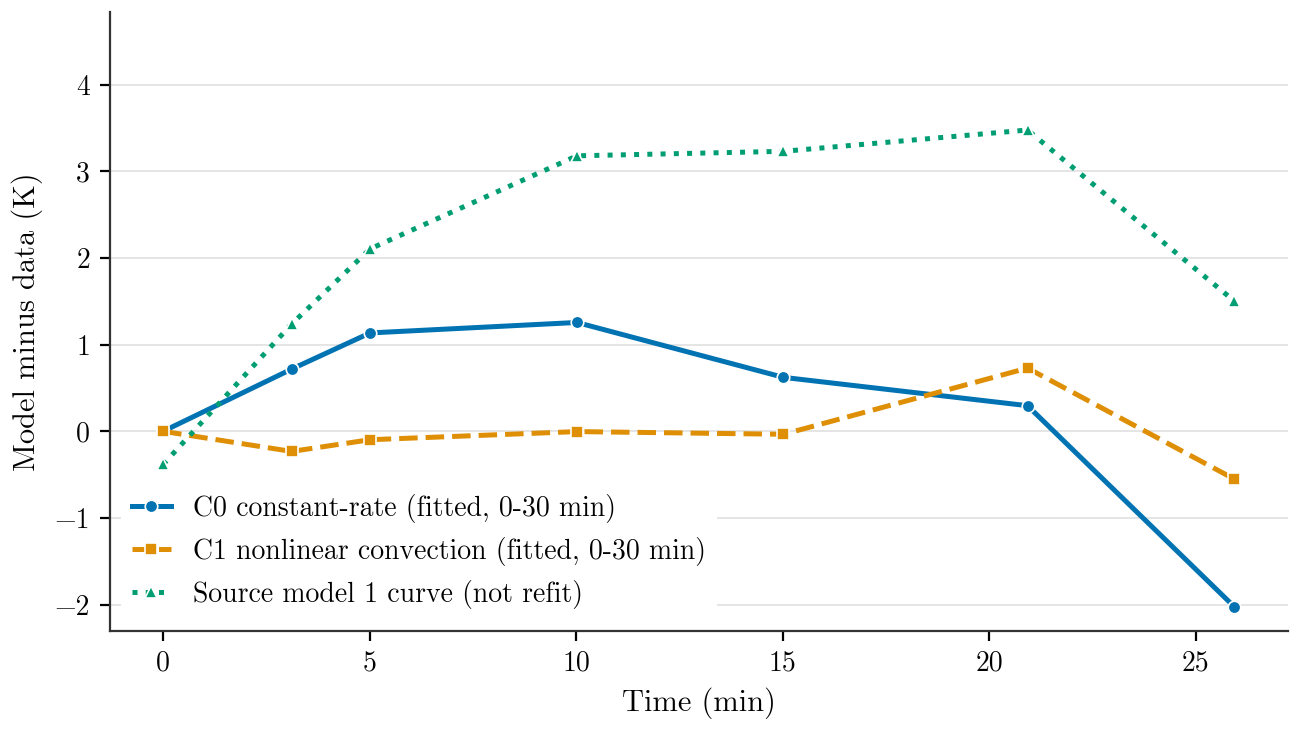 4
3
2
1
0
−1
−2
Model minus data (K)
C0 constant-rate (fitted, 0-30 min)
C1 nonlinear convection (fitted, 0-30 min)
Source model 1 curve (not refit)
0 5 10 15 20 25
Time (min)